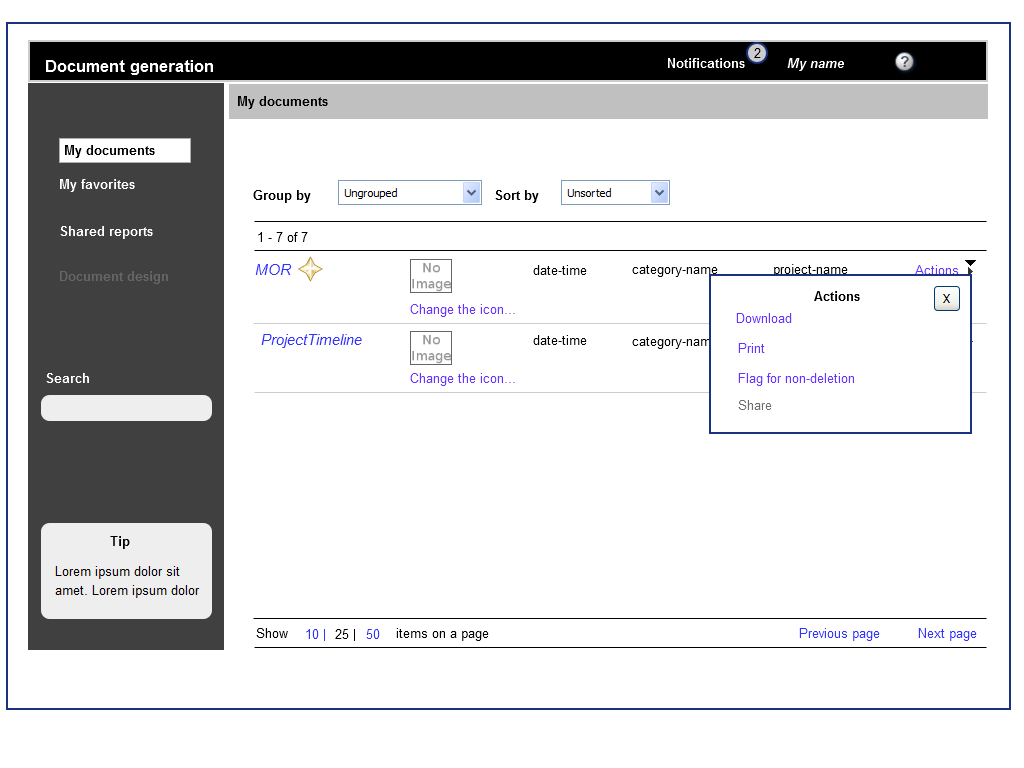 Document generation
Notifications 2 My name ?
My documents
My documents
My favorites
Shared reports
Document design
Search
Tip
Lorem ipsum dolor sit
amet. Lorem ipsum dolor
Group by Ungrouped Sort by Unsorted
1 - 7 of 7
MOR No Image date-time category-name project-name Actions
Change the icon...
ProjectTimeline No Image date-time
Change the icon...
Actions X
Download
Print
Flag for non-deletion
Share
Show 10 | 25 | 50 items on a page Previous page Next page